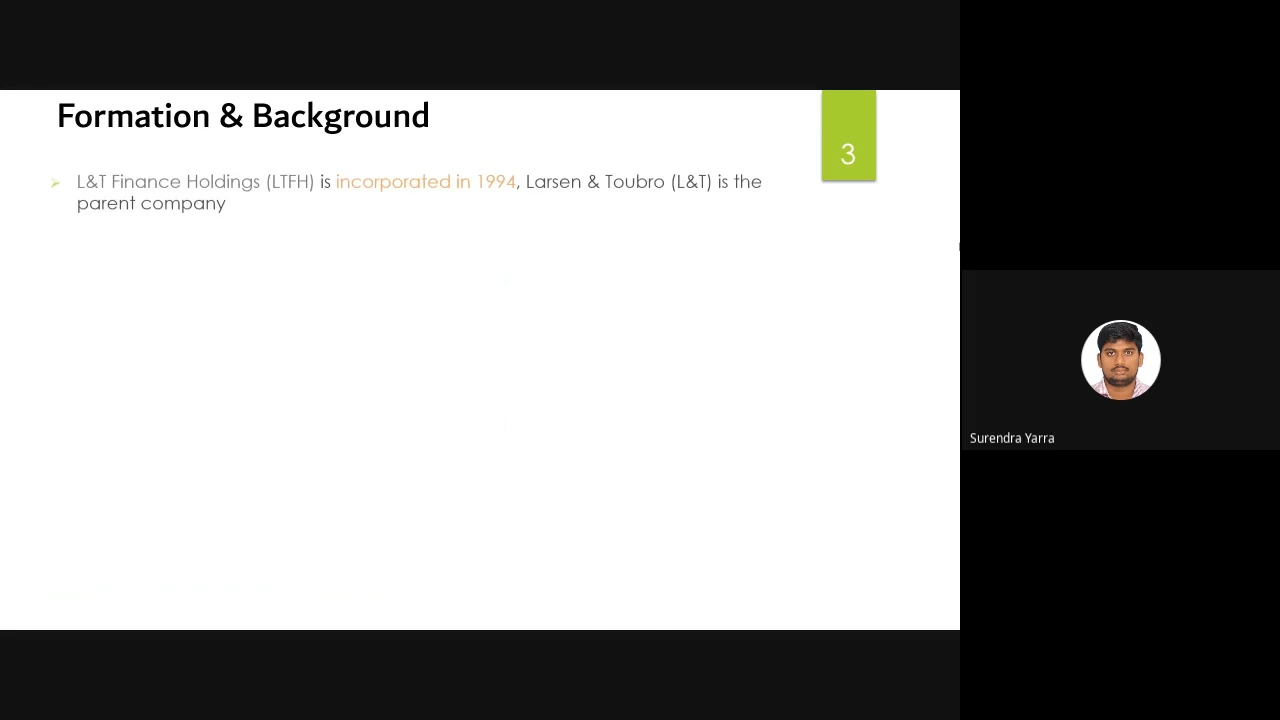 Formation & Background
3
L&T Finance Holdings (LTFH) is incorporated in 1994, Larsen & Toubro (L&T) is the
parent company
Surendra Yarra